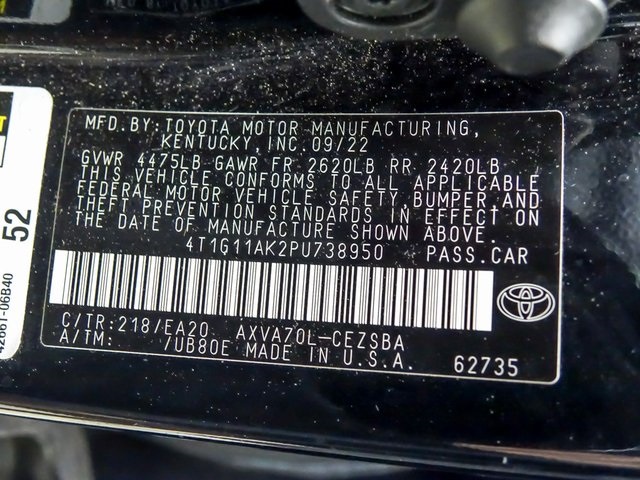 MFD.BY:TOYOTA MOTOR MANUFACTURING,
KENTUCKY,INC.09/22
GVWR 4475LB GAWR FR 2620LB RR 2420LB
THIS VEHICLE CONFORMS TO ALL APPLICABLE
FEDERAL MOTOR VEHICLE SAFETY,BUMPER,AND
THEFT PREVENTION STANDARDS IN EFFECT ON
THE DATE OF MANUFACTURE SHOWN ABOVE.
4T1G11AK2PU738950 PASS.CAR
C/TR:218/EA20 AXVA70L-CEZSBA
A/TM: /UB80E MADE IN U.S.A.
62735
52
42661-06B40